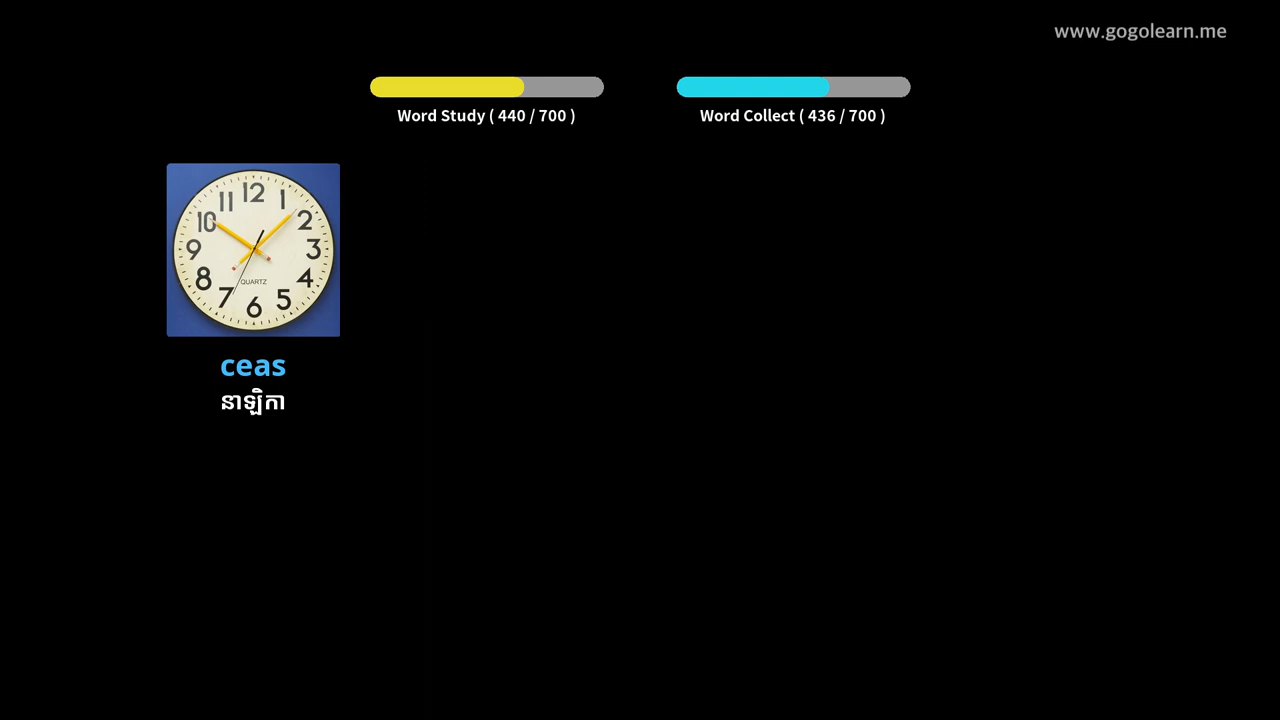 www.gogolearn.me
Word Study ( 440 / 700 )
Word Collect ( 436 / 700 )
12
11
1
10
2
9
3
8
4
QUARTZ
7
5
6
ceas
នាឡិកា